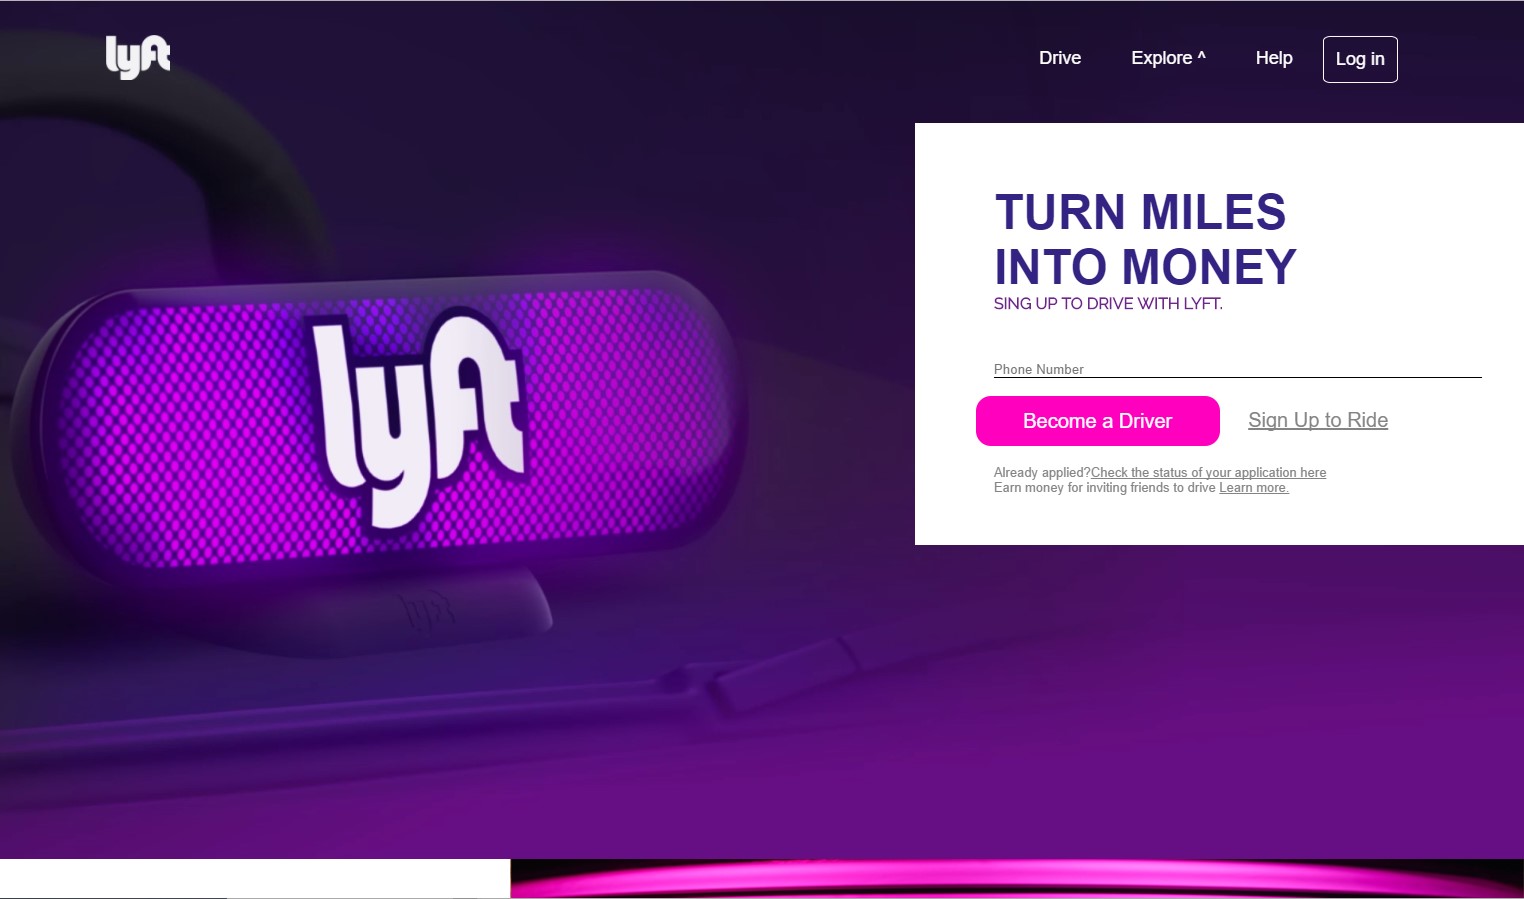 lyft
Drive Explore ^ Help Log in
TURN MILES
INTO MONEY
SING UP TO DRIVE WITH LYFT.
Phone Number
Become a Driver Sign Up to Ride
Already applied?Check the status of your application here
Earn money for inviting friends to drive Learn more.
lyft
lyft